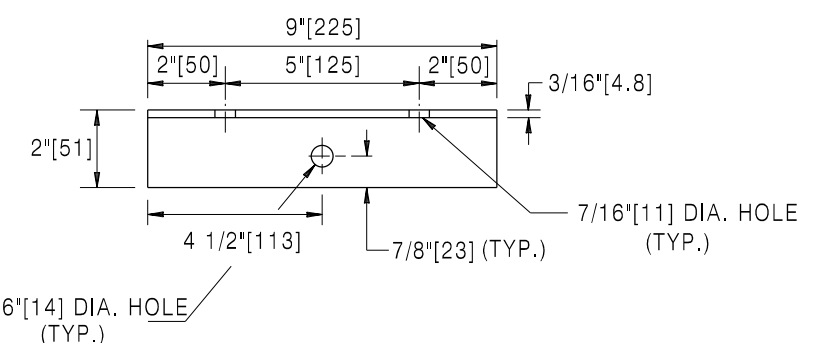 9"[225]
2"[50]
5"[125]
2"[50]
3/16"[4.8]
2"[51]
7/16"[11] DIA. HOLE
(TYP.)
4 1/2"[113]
7/8"[23] (TYP.)
6"[14] DIA. HOLE
(TYP.)